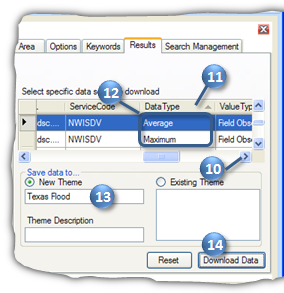 Area Options Keywords Results Search Management
Select specific data s download
ServiceCode DataType ValueTyp
dsc.... NWISDV Average Field Obse
dsc.... NWISDV Maximum Field Obse
12
11
10
Save data to...
New Theme Existing Theme
Texas Flood
13
Theme Description
14
Reset Download Data